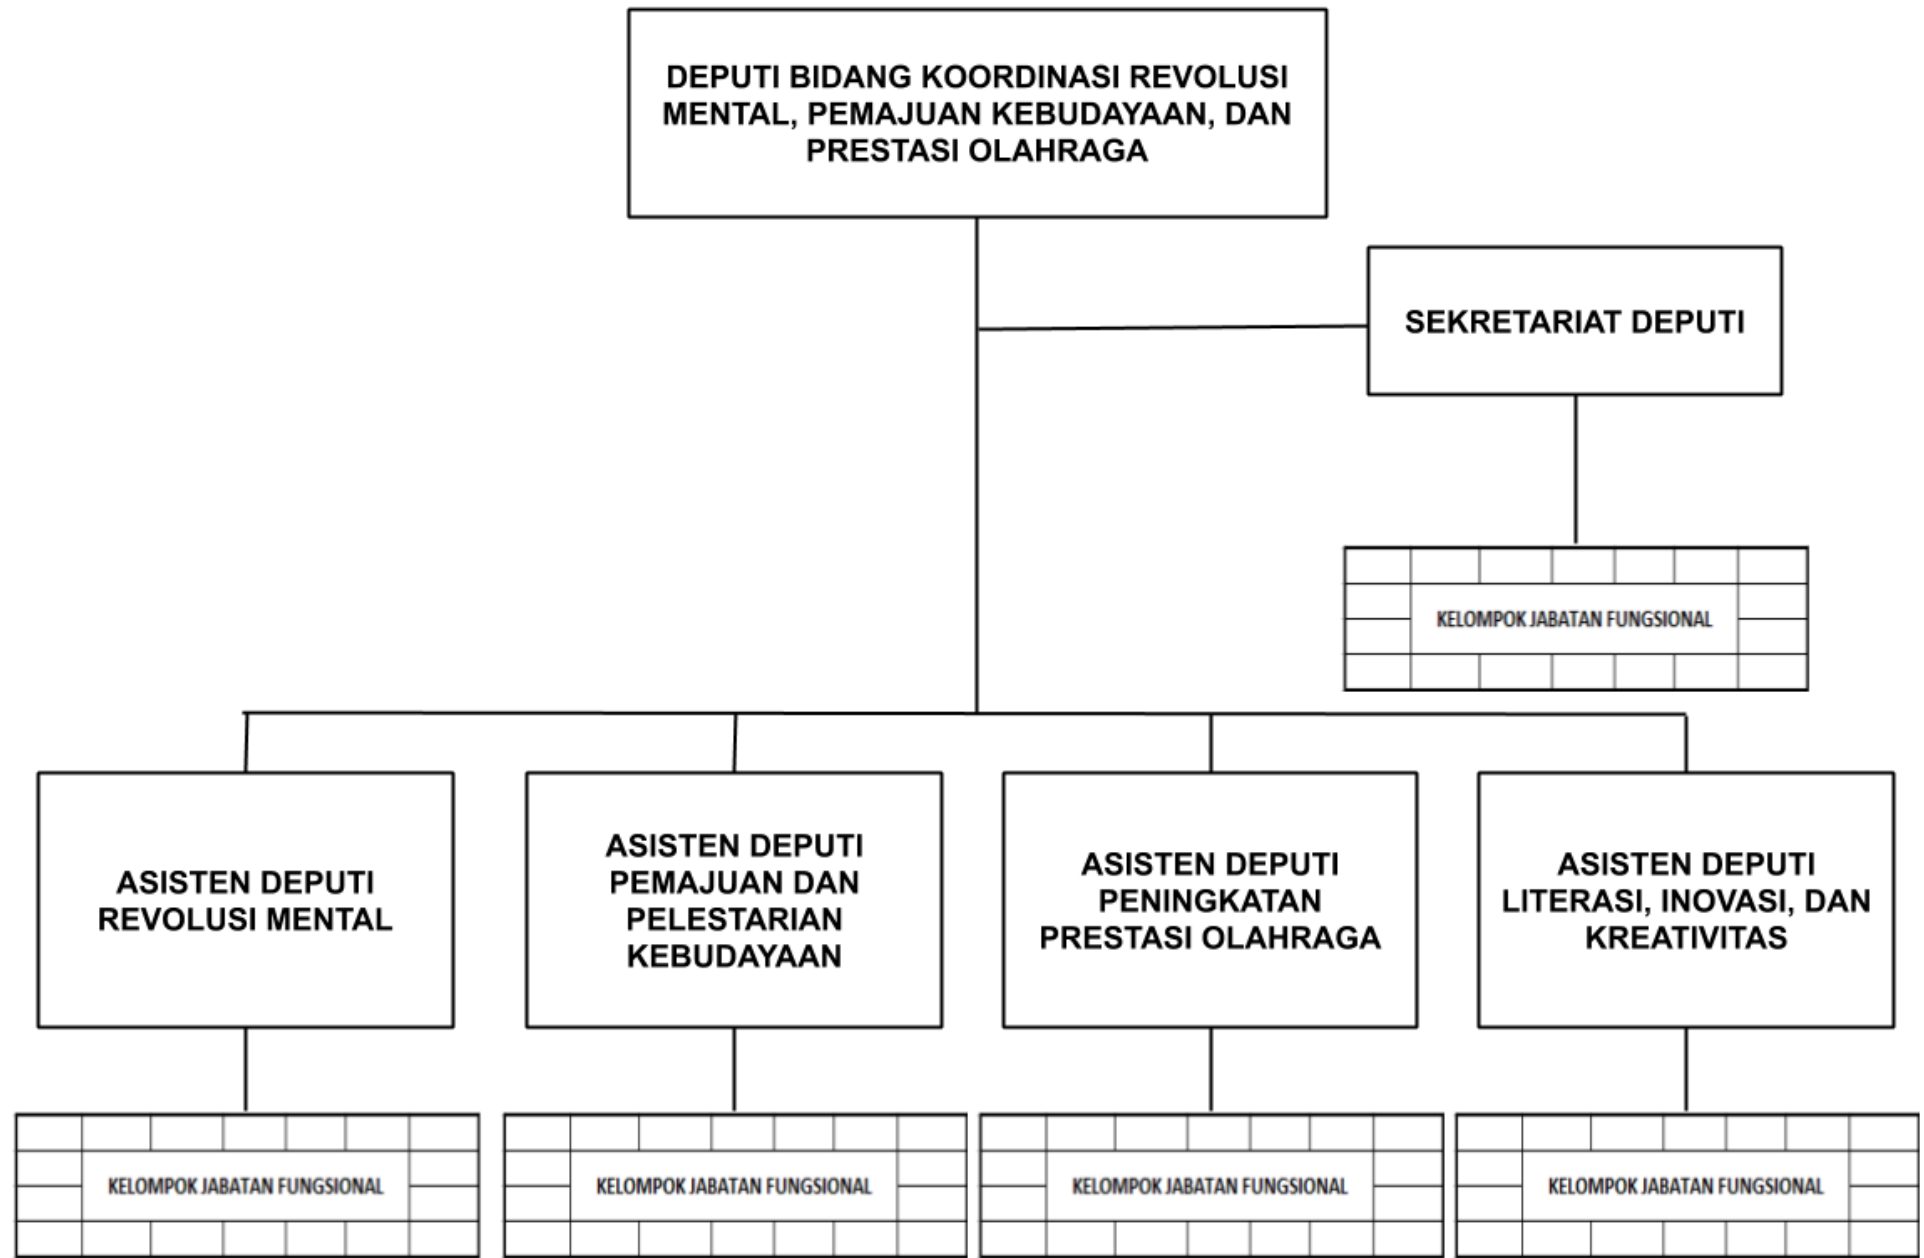 DEPUTI BIDANG KOORDINASI REVOLUSI
MENTAL, PEMAJUAN KEBUDAYAAN, DAN
PRESTASI OLAHRAGA
SEKRETARIAT DEPUTI
KELOMPOK JABATAN FUNGSIONAL
ASISTEN DEPUTI
REVOLUSI MENTAL
ASISTEN DEPUTI
PEMAJUAN DAN
PELESTARIAN
KEBUDAYAAN
ASISTEN DEPUTI
PENINGKATAN
PRESTASI OLAHRAGA
ASISTEN DEPUTI
LITERASI, INOVASI, DAN
KREATIVITAS
KELOMPOK JABATAN FUNGSIONAL
KELOMPOK JABATAN FUNGSIONAL
KELOMPOK JABATAN FUNGSIONAL
KELOMPOK JABATAN FUNGSIONAL